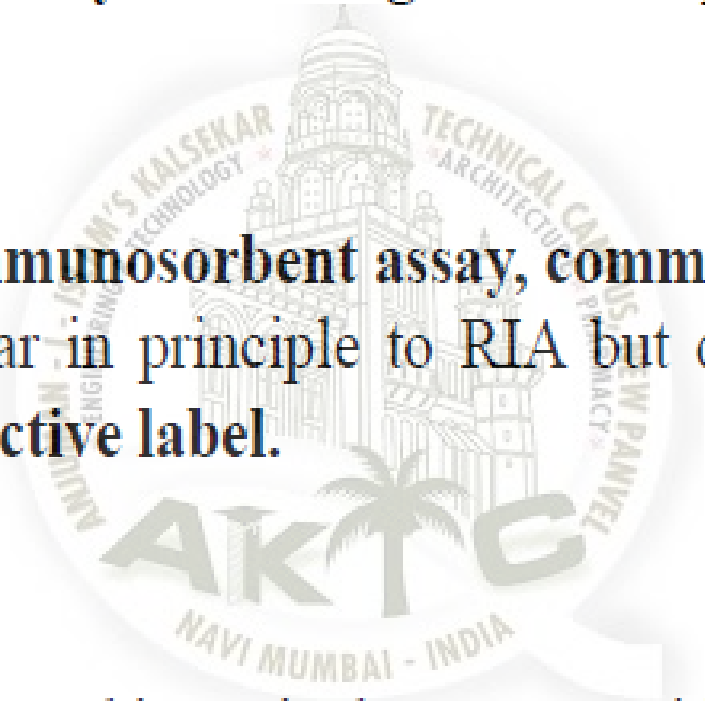 ANJUMAN-I-ISLAM'S KALSEKAR TECHNICAL CAMPUS NEW PANVEL
ENGINEERING TECHNOLOGY ARCHITECTURE PHARMACY
mmunosorbent assay, comm
ar in principle to RIA but
ctive label.
AKTC
NAVI MUMBAI - INDIA